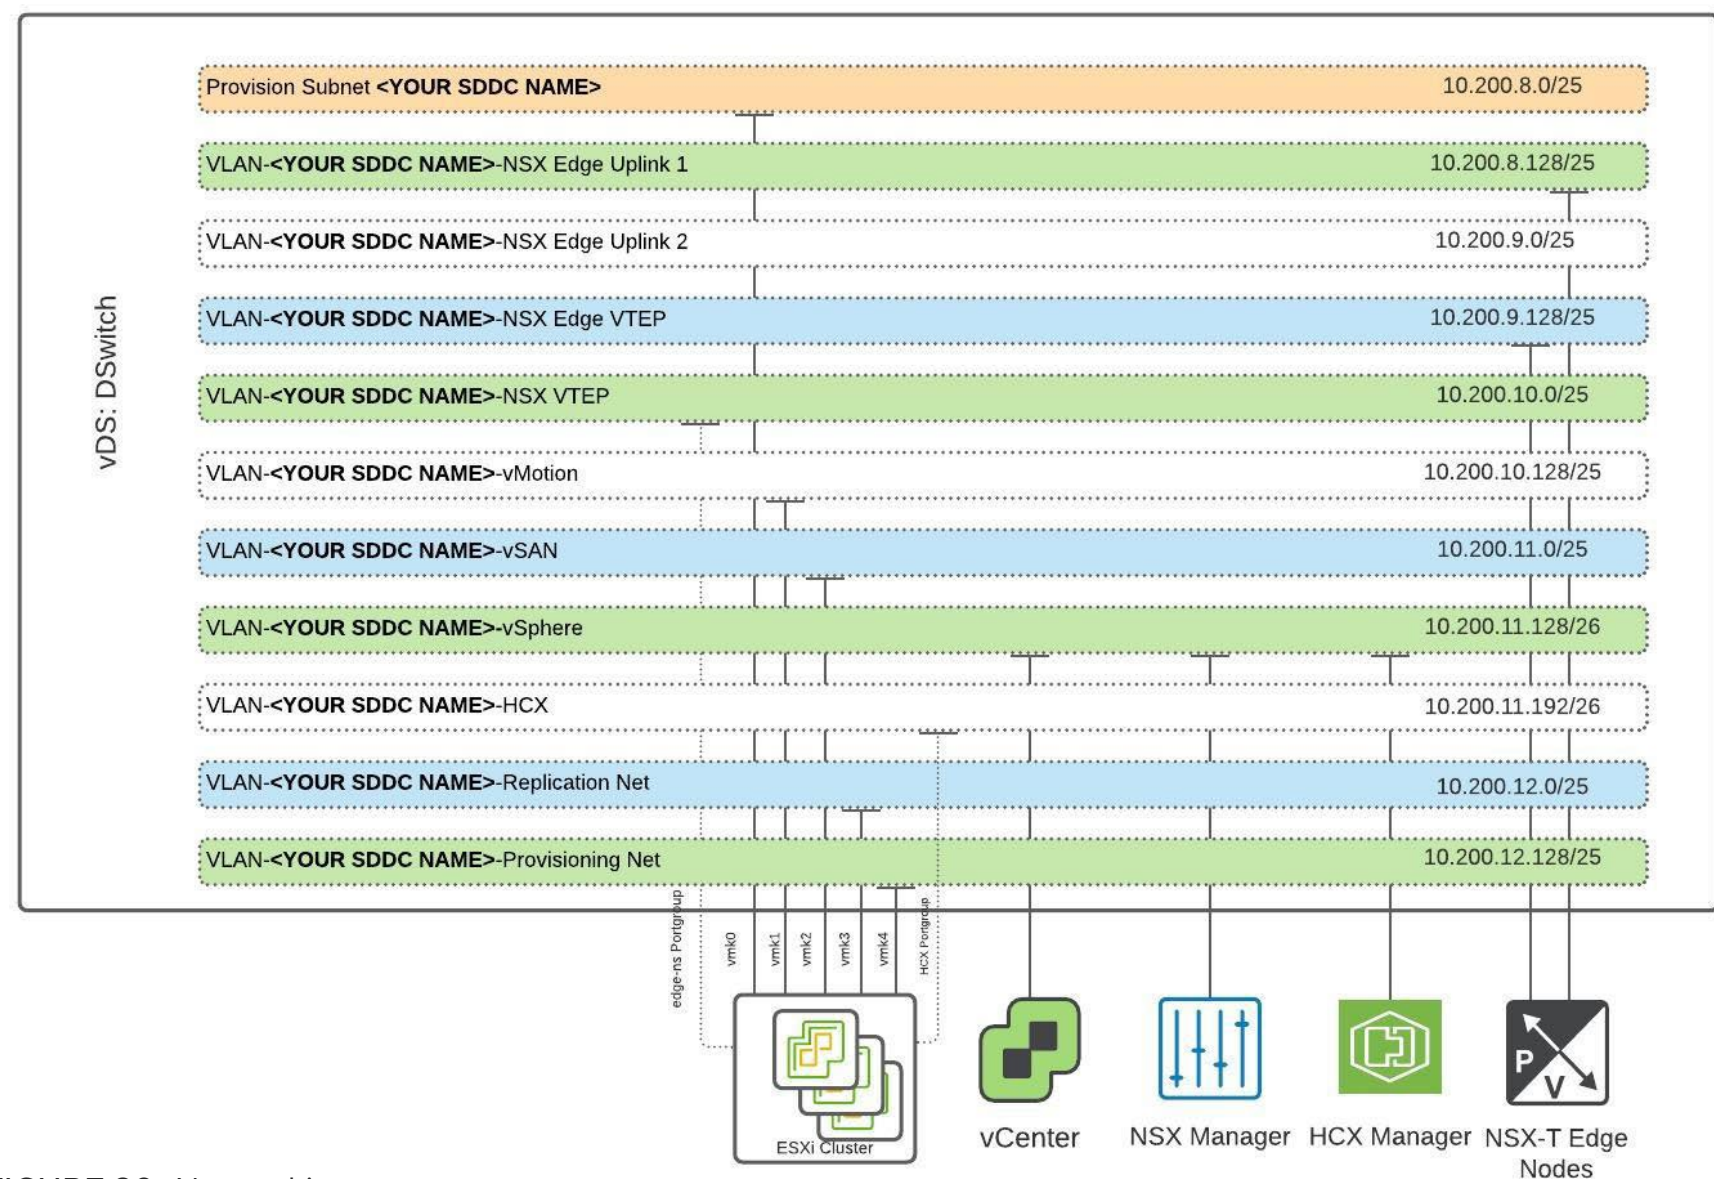 Provision Subnet <YOUR SDDC NAME> 10.200.8.0/25
VLAN-<YOUR SDDC NAME>-NSX Edge Uplink 1 10.200.8.128/25
VLAN-<YOUR SDDC NAME>-NSX Edge Uplink 2 10.200.9.0/25
VLAN-<YOUR SDDC NAME>-NSX Edge VTEP 10.200.9.128/25
VLAN-<YOUR SDDC NAME>-NSX VTEP 10.200.10.0/25
VLAN-<YOUR SDDC NAME>-vMotion 10.200.10.128/25
VLAN-<YOUR SDDC NAME>-vSAN 10.200.11.0/25
VLAN-<YOUR SDDC NAME>-vSphere 10.200.11.128/26
VLAN-<YOUR SDDC NAME>-HCX 10.200.11.192/26
VLAN-<YOUR SDDC NAME>-Replication Net 10.200.12.0/25
VLAN-<YOUR SDDC NAME>-Provisioning Net 10.200.12.128/25
vDS: DSwitch
edge-ns Portgroup
vmk0
vmk1
vmk2
vmk3
vmk4
HCX Portgroup
ESXi Cluster
vCenter
NSX Manager
HCX Manager
P
V
NSX-T Edge
Nodes